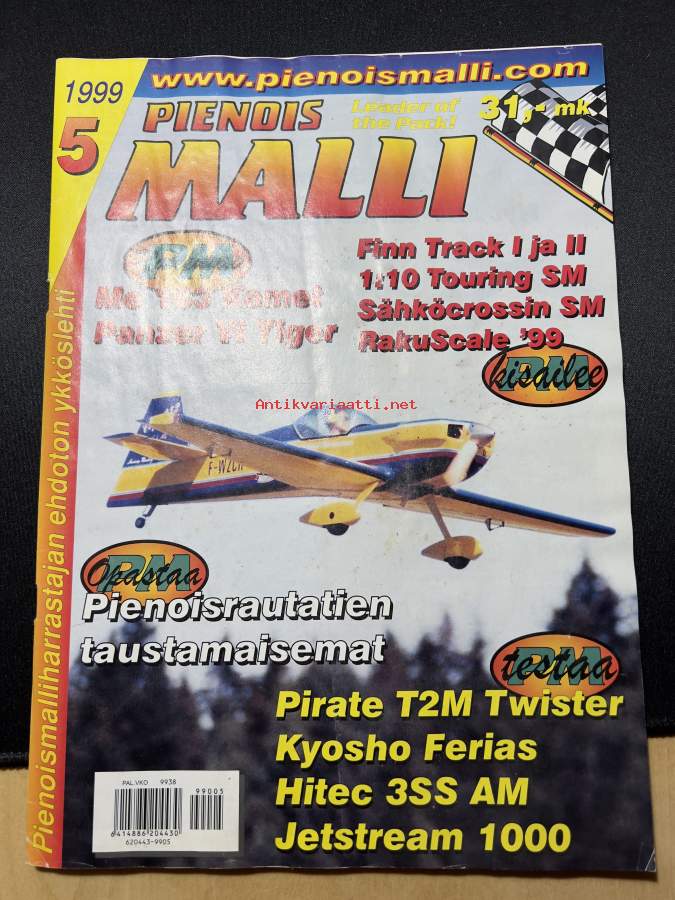 www.pienoismalli.com
1999
5
PIENOIS
MALLI
Leader of
the Pack!
31,- mk
PM
Me 163 Komet
Panzer VI Tiger
Finn Track I ja II
1:10 Touring SM
Sähköcrossin SM
RakuScale '99
PM
kisailee
Antikvariaatti.net
Pienoismalliharrastajan ehdoton ykköslehti
PM
Opastaa
Pienoisrautatien
taustamaisemat
PM
testaa
Pirate T2M Twister
Kyosho Ferias
Hitec 3SS AM
Jetstream 1000
PAL.VKO 9938
99005
6414886204430
620443-9905